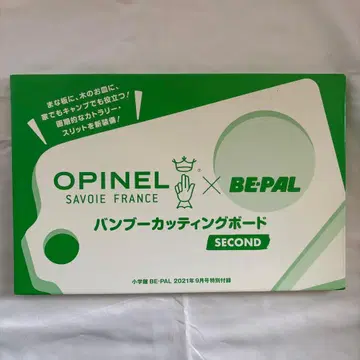 まな板に、木のお皿に、
家でもキャンプでも役立つ!
画期的なカトラリー・
スリットを新装備!
OPINEL × BE-PAL
SAVOIE FRANCE
バンブーカッティングボード
SECOND
小学館 BE-PAL 2021年9月号特別付録